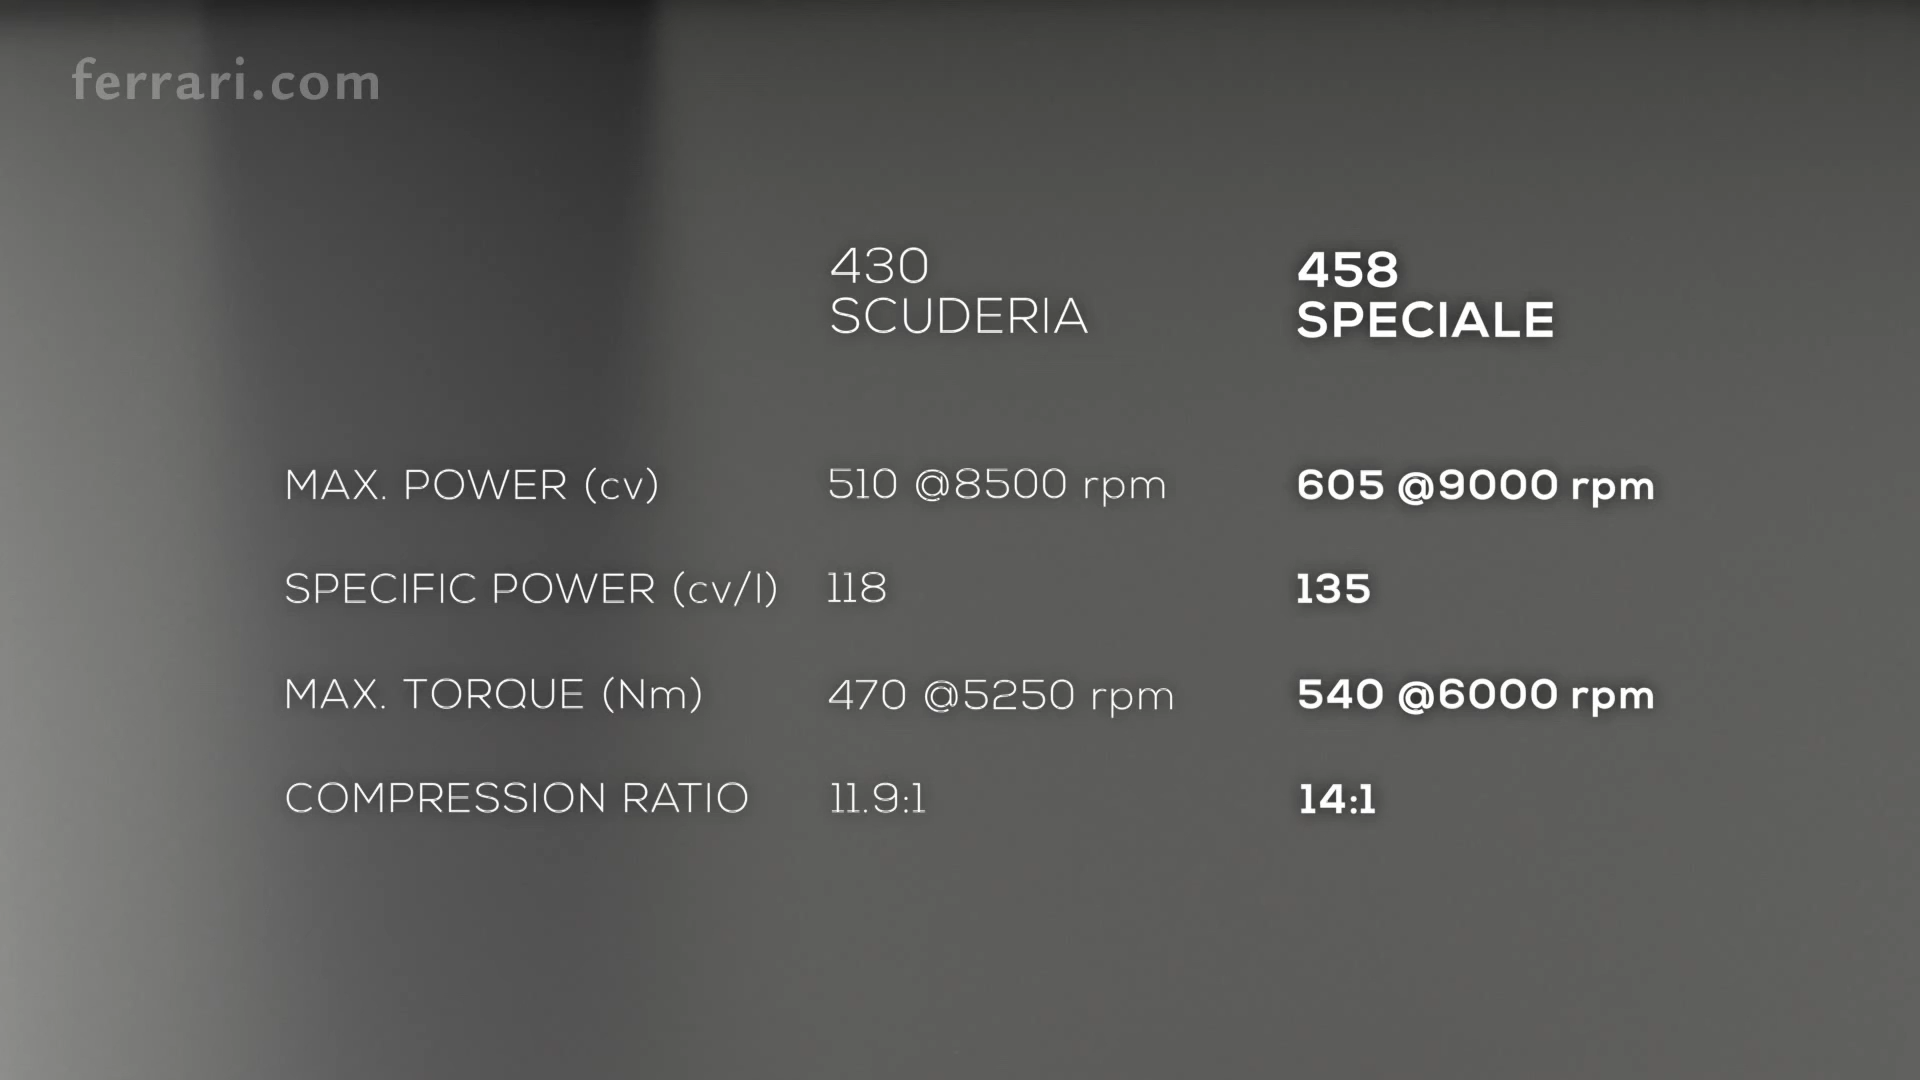 ferrari.com
430
SCUDERIA
458
SPECIALE
MAX. POWER (cv) 510 @8500 rpm 605 @9000 rpm
SPECIFIC POWER (cv/l) 118 135
MAX. TORQUE (Nm) 470 @5250 rpm 540 @6000 rpm
COMPRESSION RATIO 11.9:1 14:1